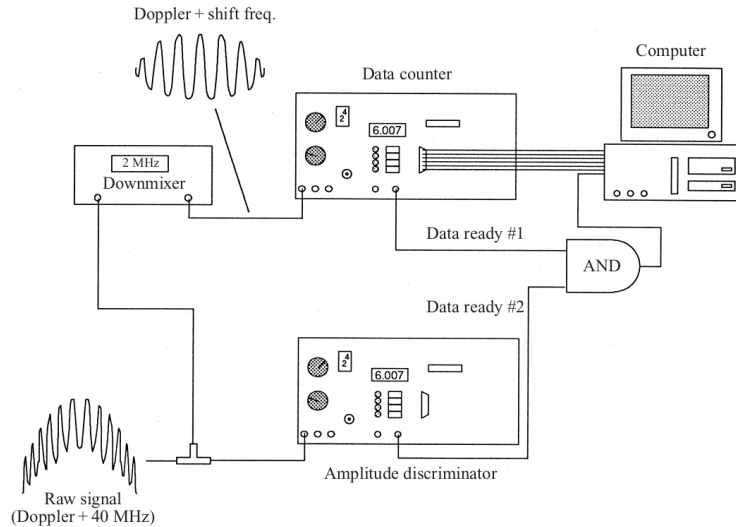 Doppler + shift freq.
Data counter
Computer
4
2
6.007
2 MHz
Downmixer
Data ready #1
AND
Data ready #2
4
2
6.007
Amplitude discriminator
Raw signal
(Doppler + 40 MHz)